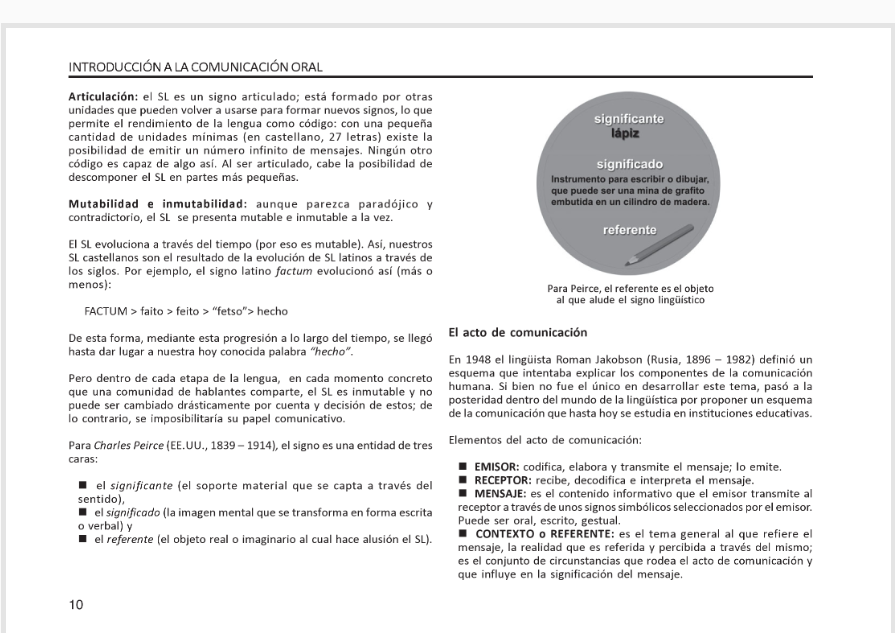 INTRODUCCIÓN A LA COMUNICACIÓN ORAL
Articulación: el SL es un signo articulado; está formado por otras
unidades que pueden volver a usarse para formar nuevos signos, lo que
permite el rendimiento de la lengua como código: con una pequeña
cantidad de unidades mínimas (en castellano, 27 letras) existe la
posibilidad de emitir un número infinito de mensajes. Ningún otro
código es capaz de algo así. Al ser articulado, cabe la posibilidad de
descomponer el SL en partes más pequeñas.
Mutabilidad e inmutabilidad: aunque parezca paradójico y
contradictorio, el SL se presenta mutable e inmutable a la vez.
El SL evoluciona a través del tiempo (por eso es mutable). Así, nuestros
SL castellanos son el resultado de la evolución de SL latinos a través de
los siglos. Por ejemplo, el signo latino factum evolucionó así (más o
menos):
FACTUM > faito > feito > “fetso”> hecho
De esta forma, mediante esta progresión a lo largo del tiempo, se llegó
hasta dar lugar a nuestra hoy conocida palabra “hecho”.
Pero dentro de cada etapa de la lengua, en cada momento concreto
que una comunidad de hablantes comparte, el SL es inmutable y no
puede ser cambiado drásticamente por cuenta y decisión de estos; de
lo contrario, se imposibilitaría su papel comunicativo.
Para Charles Peirce (EE.UU., 1839 – 1914), el signo es una entidad de tres
caras:
■ el significante (el soporte material que se capta a través del
sentido),
■ el significado (la imagen mental que se transforma en forma escrita
o verbal) y
■ el referente (el objeto real o imaginario al cual hace alusión el SL).
significante
lápiz
significado
Instrumento para escribir o dibujar,
que puede ser una mina de grafito
embutida en un cilindro de madera.
referente
Para Peirce, el referente es el objeto
al que alude el signo lingüístico
El acto de comunicación
En 1948 el lingüista Roman Jakobson (Rusia, 1896 – 1982) definió un
esquema que intentaba explicar los componentes de la comunicación
humana. Si bien no fue el único en desarrollar este tema, pasó a la
posteridad dentro del mundo de la lingüística por proponer un esquema
de la comunicación que hasta hoy se estudia en instituciones educativas.
Elementos del acto de comunicación:
■ EMISOR: codifica, elabora y transmite el mensaje; lo emite.
■ RECEPTOR: recibe, decodifica e interpreta el mensaje.
■ MENSAJE: es el contenido informativo que el emisor transmite al
receptor a través de unos signos simbólicos seleccionados por el emisor.
Puede ser oral, escrito, gestual.
■ CONTEXTO o REFERENTE: es el tema general al que refiere el
mensaje, la realidad que es referida y percibida a través del mismo;
es el conjunto de circunstancias que rodea el acto de comunicación y
que influye en la significación del mensaje.
10